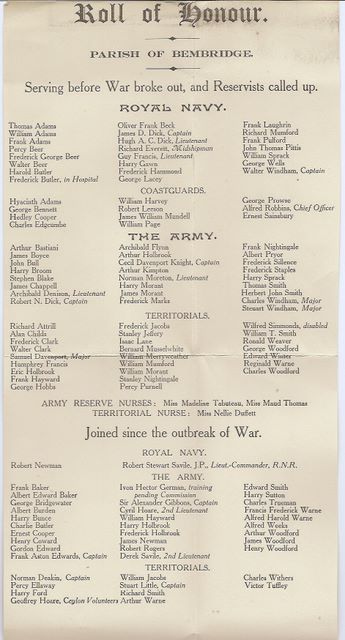 Roll of Honour.
PARISH OF BEMBRIDGE.
Serving before War broke out, and Reservists called up.
ROYAL NAVY.
Thomas Adams
William Adams
Frank Adams
Percy Beer
Frederick George Beer
Walter Beer
Harold Butler
Frederick Butler, in Hospital
Oliver Frank Beck
James D. Dick, Captain
Hugh A. C. Dick, Lieutenant
Richard Everitt, Midshipman
Guy Francis, Lieutenant
Harry Gawn
Frederick Hammond
George Lacey
Frank Laughrin
Richard Mumford
Frank Pulford
John Thomas Pittis
William Sprack
George Wells
Walter Windham, Captain
COASTGUARDS.
Hyacinth Adams
George Bennett
Hedley Cooper
Charles Edgcumbe
William Harvey
Robert Leeson
James William Mundell
William Page
George Prowse
Alfred Robbins, Chief Officer
Ernest Sainsbury
THE ARMY.
Arthur Bastiani
James Boyce
John Bull
Harry Broom
Stephen Blake
James Chappell
Archibald Denison, Lieutenant
Robert N. Dick, Captain
Archibald Flynn
Arthur Holbrook
Cecil Davenport Knight, Captain
Arthur Kimpton
Norman Moreton, Lieutenant
Harry Morant
James Morant
Frederick Marks
Frank Nightingale
Albert Pryor
Frederick Sillence
Frederick Staples
Harry Sprack
Thomas Smith
Herbert John Smith
Charles Windham, Major
Steuart Windham, Major
TERRITORIALS.
Richard Attrill
Alan Childs
Frederick Clark
Walter Clark
Samuel Davenport, Major
Humphrey Francis
Eric Holbrook
Frank Hayward
George Hobbs
Frederick Jacobs
Stanley Jeffery
Isaac Lane
Bernard Musselwhite
William Merryweather
William Mumford
William Morant
Stanley Nightingale
Percy Purnell
Wilfred Simmonds, disabled
William T. Smith
Ronald Weaver
George Woodford
Edward Winter
Reginald Warne
Charles Woodford
ARMY RESERVE NURSES: Miss Madeline Tabuteau, Miss Maud Thomas
TERRITORIAL NURSE: Miss Nellie Duffett
Joined since the outbreak of War.
ROYAL NAVY.
Robert Newman
Robert Stewart Savile, J.P., Lieut.-Commander, R.N.R.
THE ARMY.
Frank Baker
Albert Edward Baker
George Bridgwater
Albert Burden
Harry Bunce
Charlie Butler
Ernest Cooper
Henry Coward
Gordon Edward
Frank Aston Edwards, Captain
Ivon Hector German, training
pending Commission
Sir Alexander Gibbons, Captain
Cyril Hoare, 2nd Lieutenant
William Hayward
Harry Holbrook
Frederick Holbrook
James Newman
Robert Rogers
Derek Savile, 2nd Lieutenant
Edward Smith
Harry Sutton
Charles Truman
Francis Frederick Warne
Alfred Harold Warne
Alfred Weeks
Arthur Woodford
James Woodford
Henry Woodford
TERRITORIALS.
Norman Deakin, Captain
Percy Ellaway
Harry Ford
Geoffrey Hoare, Ceylon Volunteers
William Jacobs
Stuart Little, Captain
Richard Smith
Arthur Warne
Charles Withers
Victor Tuffley